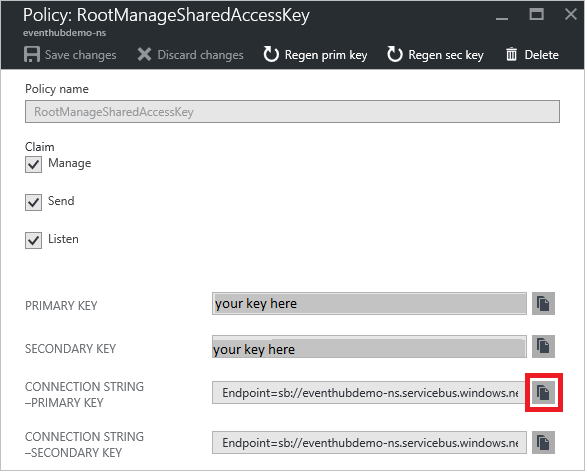 Policy: RootManageSharedAccessKey
eventhubdemo-ns
Save changes Discard changes Regen prim key Regen sec key Delete
Policy name
RootManageSharedAccessKey
Claim
Manage
Send
Listen
PRIMARY KEY your key here
SECONDARY KEY your key here
CONNECTION STRING
–PRIMARY KEY
Endpoint=sb://eventhubdemo-ns.servicebus.windows.ne
CONNECTION STRING
–SECONDARY KEY
Endpoint=sb://eventhubdemo-ns.servicebus.windows.ne